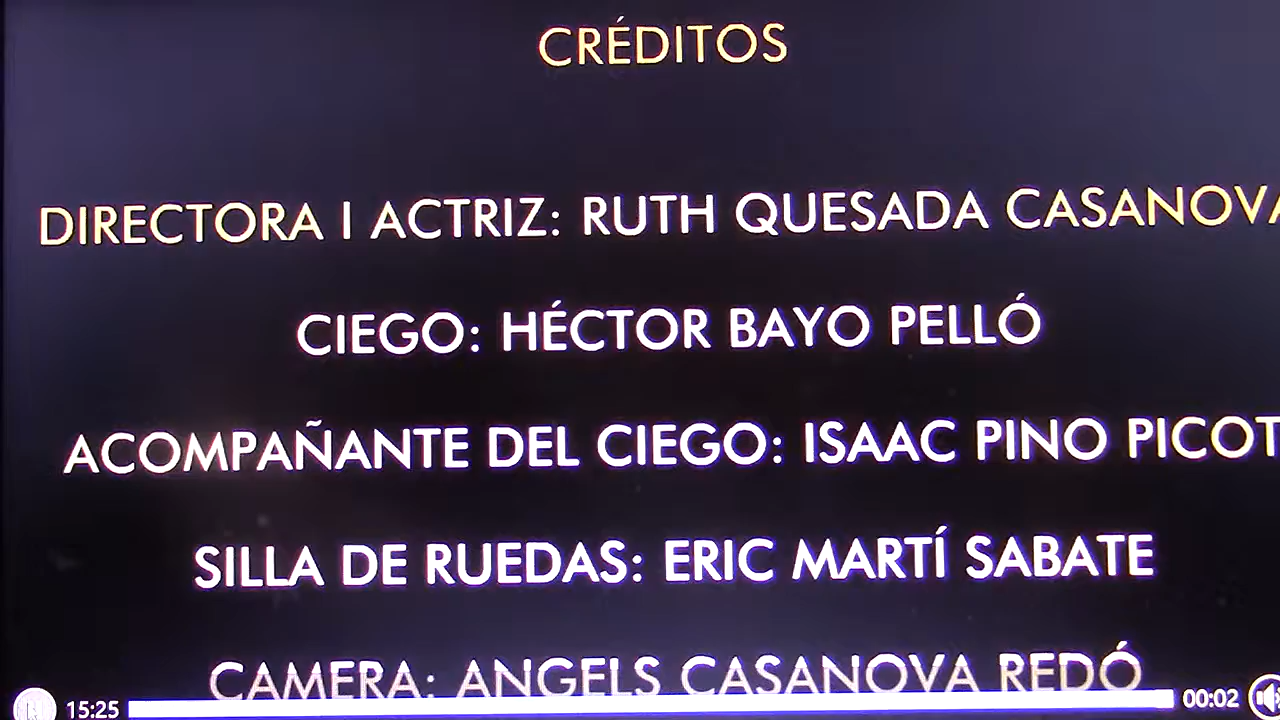 CRÉDITOS
DIRECTORA I ACTRIZ: RUTH QUESADA CASANOVA
CIEGO: HÉCTOR BAYO PELLÓ
ACOMPAÑANTE DEL CIEGO: ISAAC PINO PICOT
SILLA DE RUEDAS: ERIC MARTÍ SABATE
CAMERA: ANGELS CASANOVA REDÓ
15:25 00:02